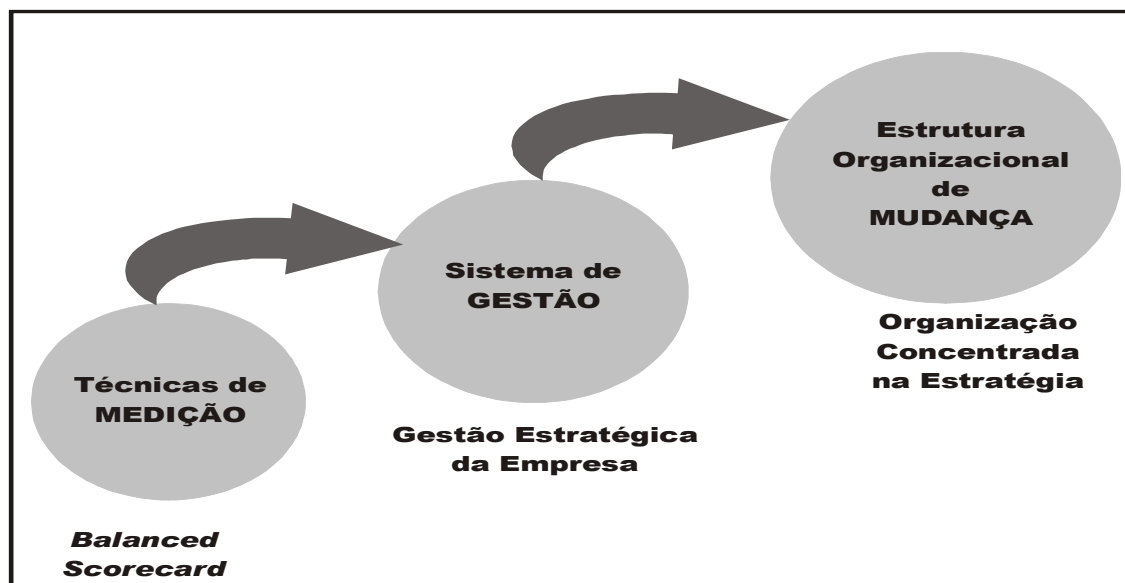 Técnicas de
MEDIÇÃO
Balanced
Scorecard
Sistema de
GESTÃO
Gestão Estratégica
da Empresa
Estrutura
Organizacional
de
MUDANÇA
Organização
Concentrada
na Estratégia